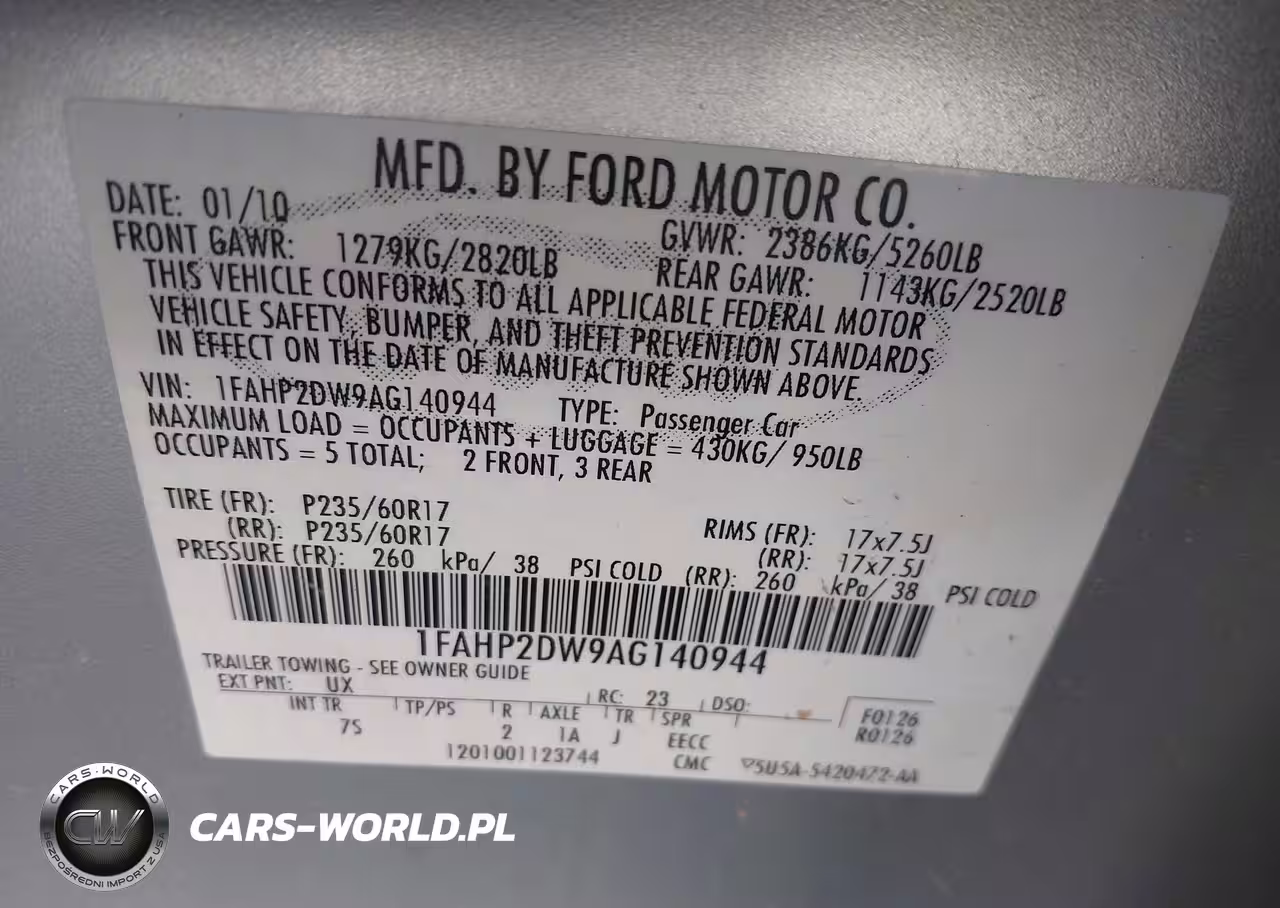 MFD. BY FORD MOTOR CO.
DATE: 01/10 GVWR: 2386KG/5260LB
FRONT GAWR: 1279KG/2820LB REAR GAWR: 1143KG/2520LB
THIS VEHICLE CONFORMS TO ALL APPLICABLE FEDERAL MOTOR
VEHICLE SAFETY, BUMPER, AND THEFT PREVENTION STANDARDS
IN EFFECT ON THE DATE OF MANUFACTURE SHOWN ABOVE.
VIN: 1FAHP2DW9AG140944 TYPE: Passenger Car
MAXIMUM LOAD = OCCUPANTS + LUGGAGE = 430KG/ 950LB
OCCUPANTS = 5 TOTAL; 2 FRONT, 3 REAR
TIRE (FR): P235/60R17 RIMS (FR): 17x7.5J
(RR): P235/60R17 (RR): 17x7.5J
PRESSURE (FR): 260 kPa/ 38 PSI COLD (RR): 260 kPa/ 38 PSI COLD
1FAHP2DW9AG140944
TRAILER TOWING - SEE OWNER GUIDE
EXT PNT: UX RC: 23 DSO:
INT TR TP/PS R AXLE TR SPR F0126
7S 2 1A J EECC R0126
1201001123744 CMC 5U5A-5420472-AA
CARS-WORLD
CW
BEZPOŚREDNI IMPORT Z USA
CARS-WORLD.PL